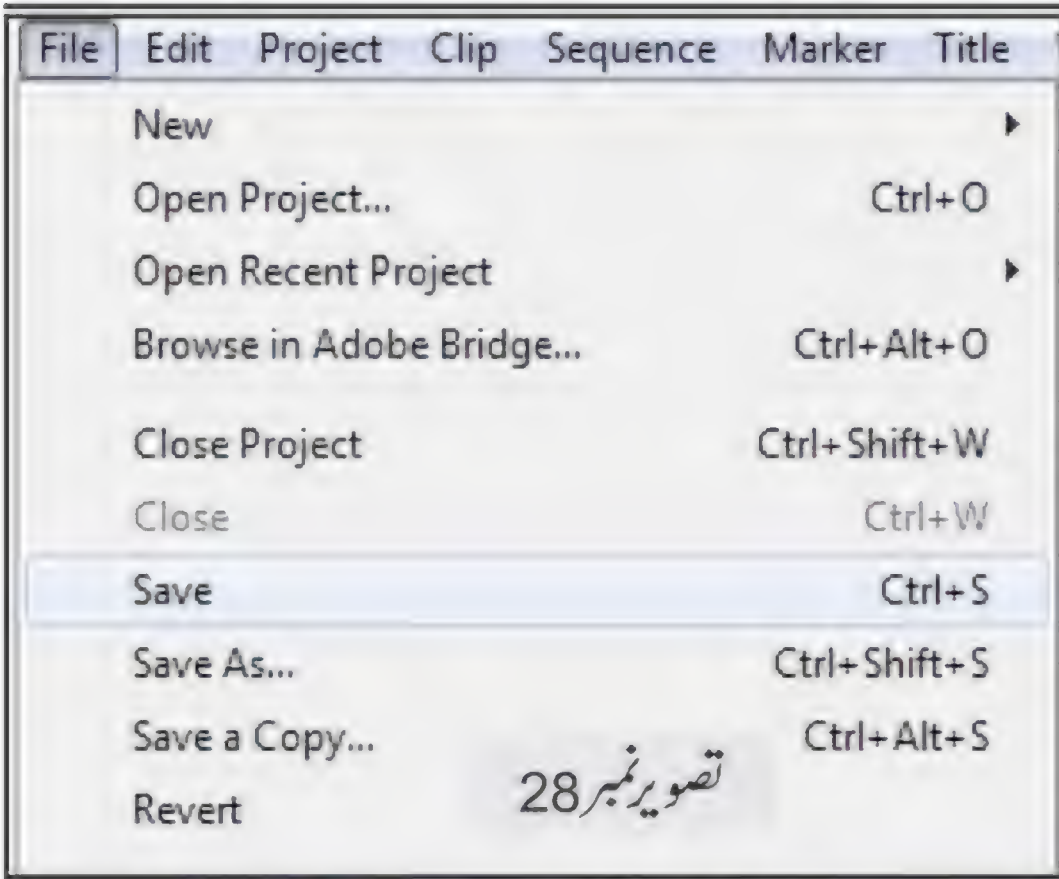 File Edit Project Clip Sequence Marker Title
New
Open Project... Ctrl+O
Open Recent Project
Browse in Adobe Bridge... Ctrl+Alt+O
Close Project Ctrl+Shift+W
Close Ctrl+W
Save Ctrl+S
Save As... Ctrl+Shift+S
Save a Copy... Ctrl+Alt+S
Revert
تصویر نمبر 28